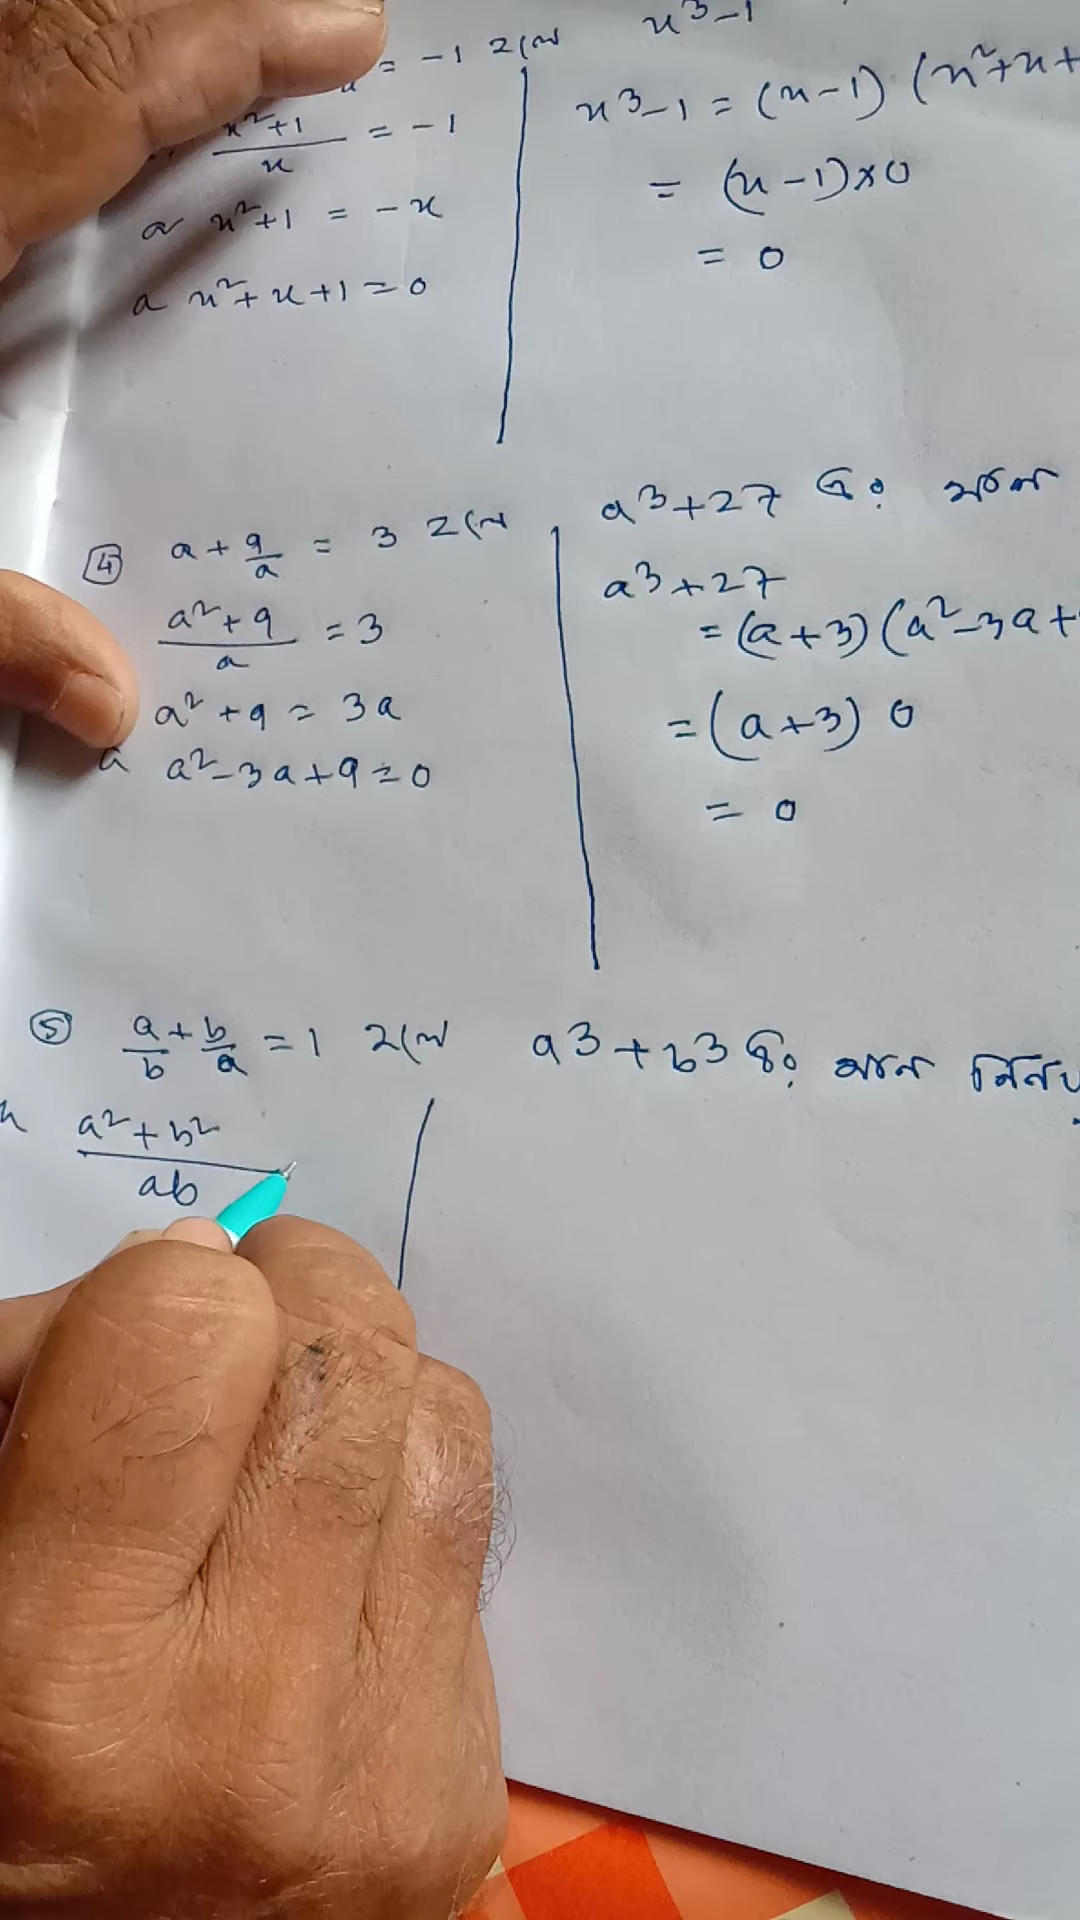 = -1 হলে
x³-1
x²+1/x = -1
x³-1 = (x-1) (x²+x+
বা x²+1 = -x
= (x-1)×0
বা x²+x+1=0
= 0
④ a + 9/a = 3 হলে
a³+27 এর মান
(a²+9)/a = 3
a³+27
= (a+3) (a²-3a+
a²+9 = 3a
= (a+3) 0
বা a²-3a+9=0
= 0
⑤ a/b + b/a = 1 হলে a³+b³ এর মান
বা (a²+b²)/ab